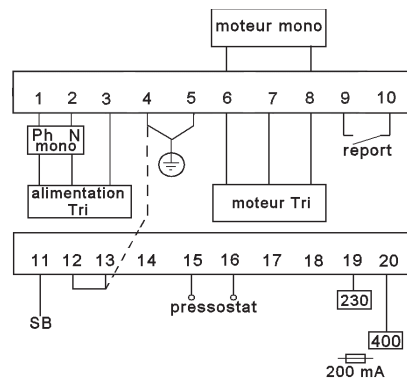 moteur mono
1 2 3 4 5 6 7 8 9 10
Ph N
mono
report
alimentation
Tri
moteur Tri
11 12 13 14 15 16 17 18 19 20
230
SB
pressostat
400
200 mA